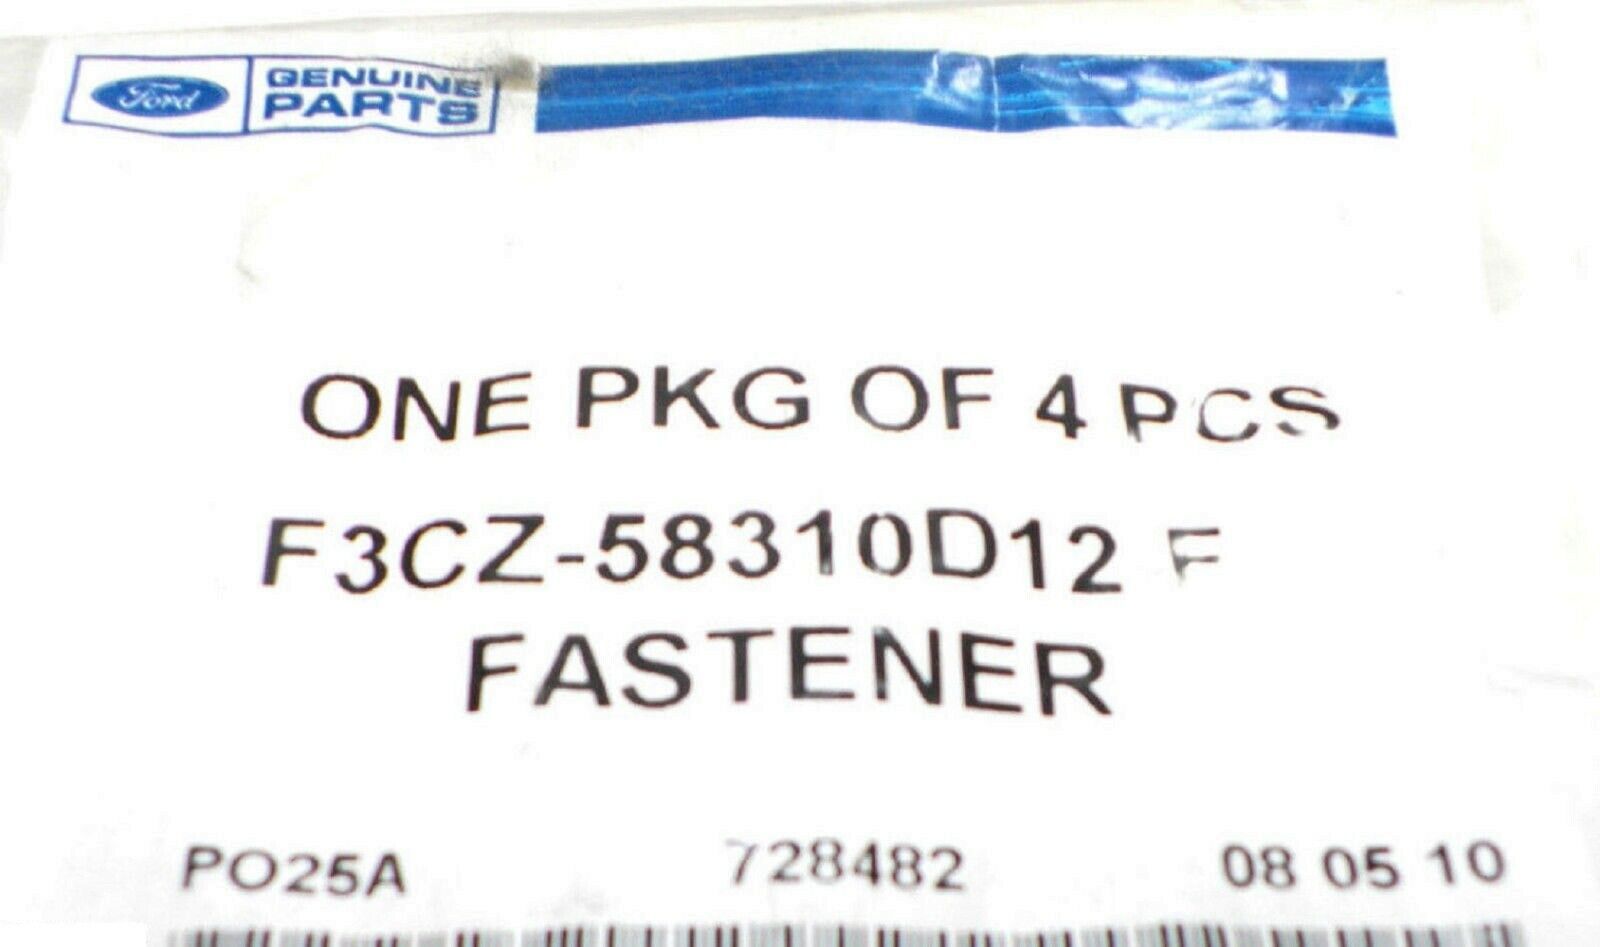 Ford GENUINE
PARTS
ONE PKG OF 4 PCS
F3CZ-58310D12 F
FASTENER
PO25A 728482 08 05 10